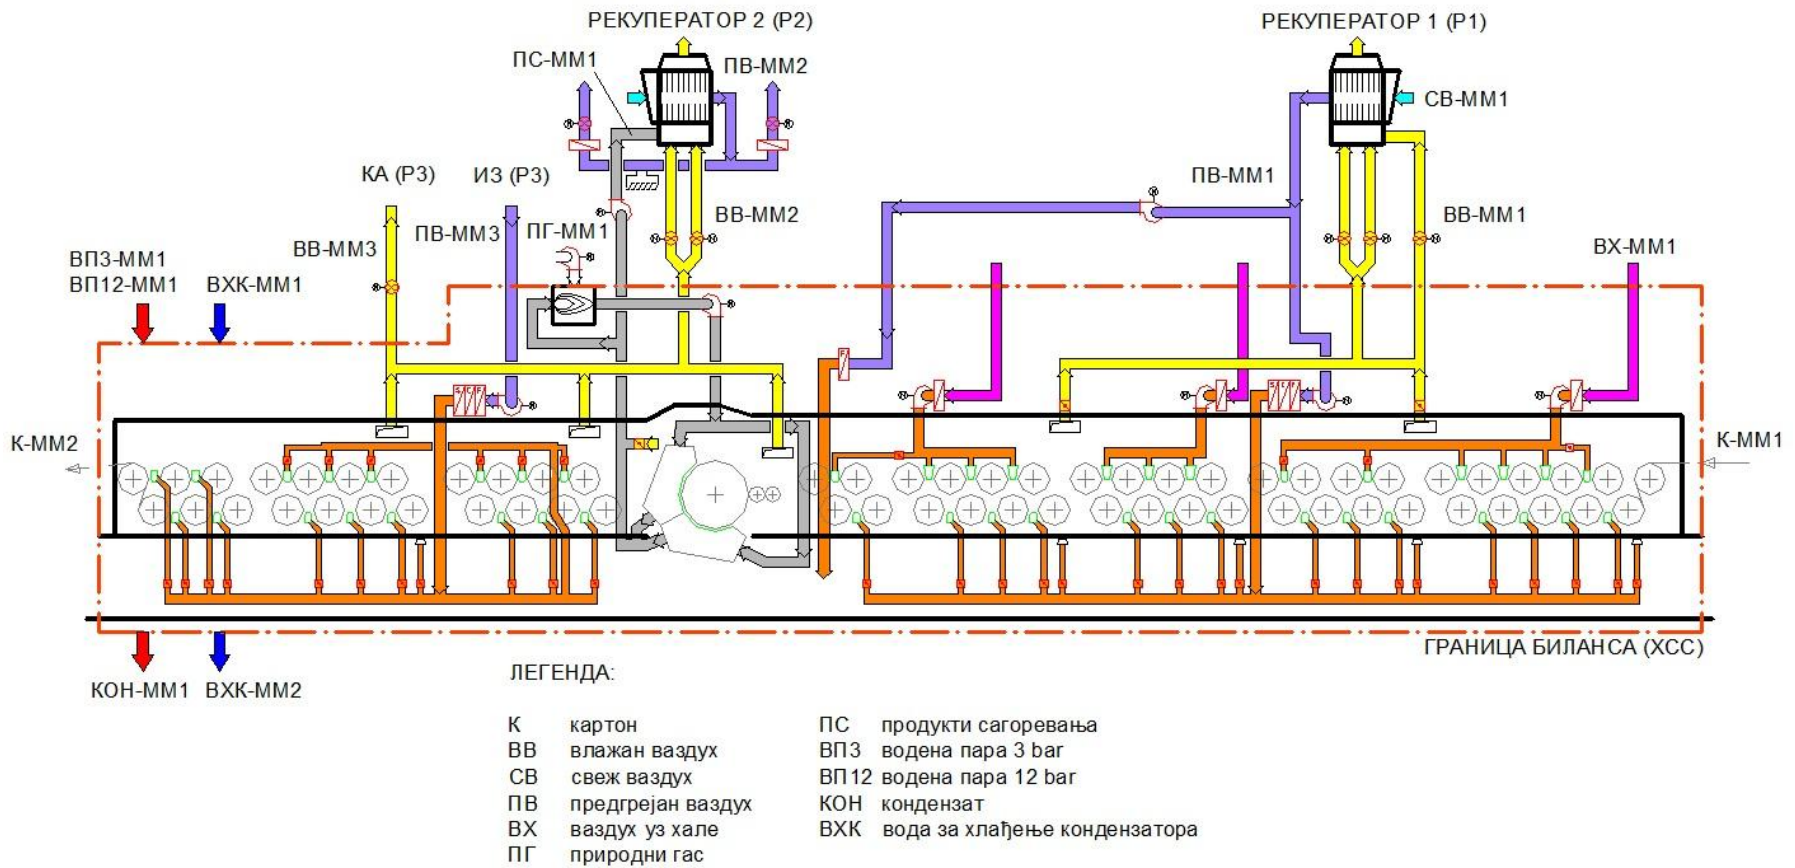 РЕКУПЕРАТОР 2 (Р2)
РЕКУПЕРАТОР 1 (Р1)
ПС-ММ1
ПВ-ММ2
СВ-ММ1
КА (Р3)
ИЗ (Р3)
ПВ-ММ1
ВВ-ММ3
ПВ-ММ3
ПГ-ММ1
ВВ-ММ2
ВВ-ММ1
ВХ-ММ1
ВП3-ММ1
ВП12-ММ1
ВХК-ММ1
К-ММ2
К-ММ1
ГРАНИЦА БИЛАНСА (ХСС)
КОН-ММ1
ВХК-ММ2
ЛЕГЕНДА:
К картон
ПС продукти сагоревања
ВВ влажан ваздух
ВП3 водена пара 3 bar
СВ свеж ваздух
ВП12 водена пара 12 bar
ПВ предгрејан ваздух
КОН кондензат
ВХ ваздух уз хале
ВХК вода за хлађење кондензатора
ПГ природни гас